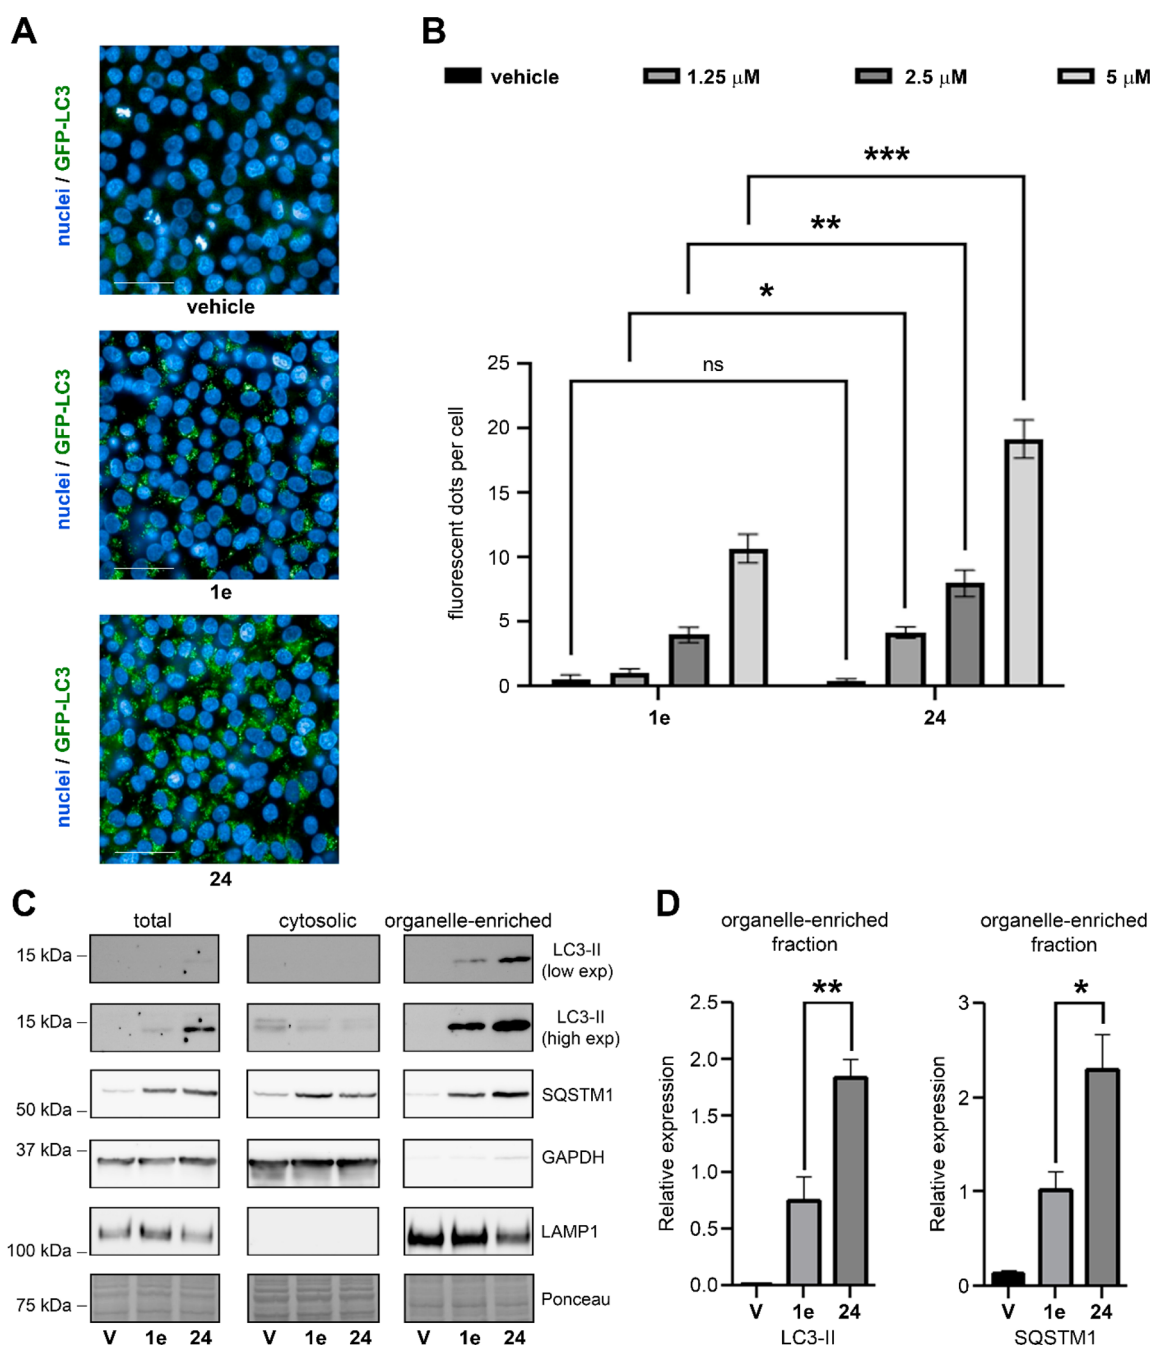 A
nuclei / GFP-LC3
vehicle
nuclei / GFP-LC3
1e
nuclei / GFP-LC3
24
B
vehicle 1.25 µM 2.5 µM 5 µM
***
**
*
ns
fluorescent dots per cell
25
20
15
10
5
0
1e 24
C
total cytosolic organelle-enriched
15 kDa LC3-II
(low exp)
15 kDa LC3-II
(high exp)
SQSTM1
50 kDa
37 kDa GAPDH
LAMP1
100 kDa
75 kDa Ponceau
V 1e 24 V 1e 24 V 1e 24
D
organelle-enriched
fraction
**
Relative expression
2.5
2.0
1.5
1.0
0.5
0.0
V 1e 24
LC3-II
organelle-enriched
fraction
*
Relative expression
3
2
1
0
V 1e 24
SQSTM1